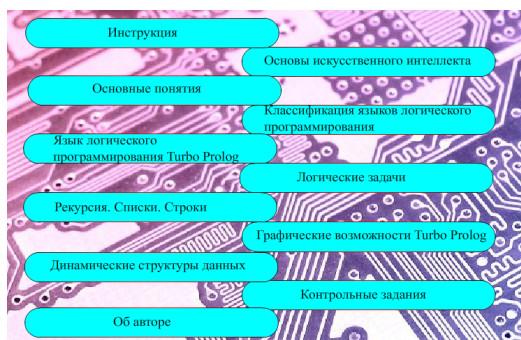 Инструкция
Основы искусственного интеллекта
Основные понятия
Классификация языков логического
программирования
Язык логического
программирования Turbo Prolog
Логические задачи
Рекурсия. Списки. Строки
Графические возможности Turbo Prolog
Динамические структуры данных
Контрольные задания
Об авторе